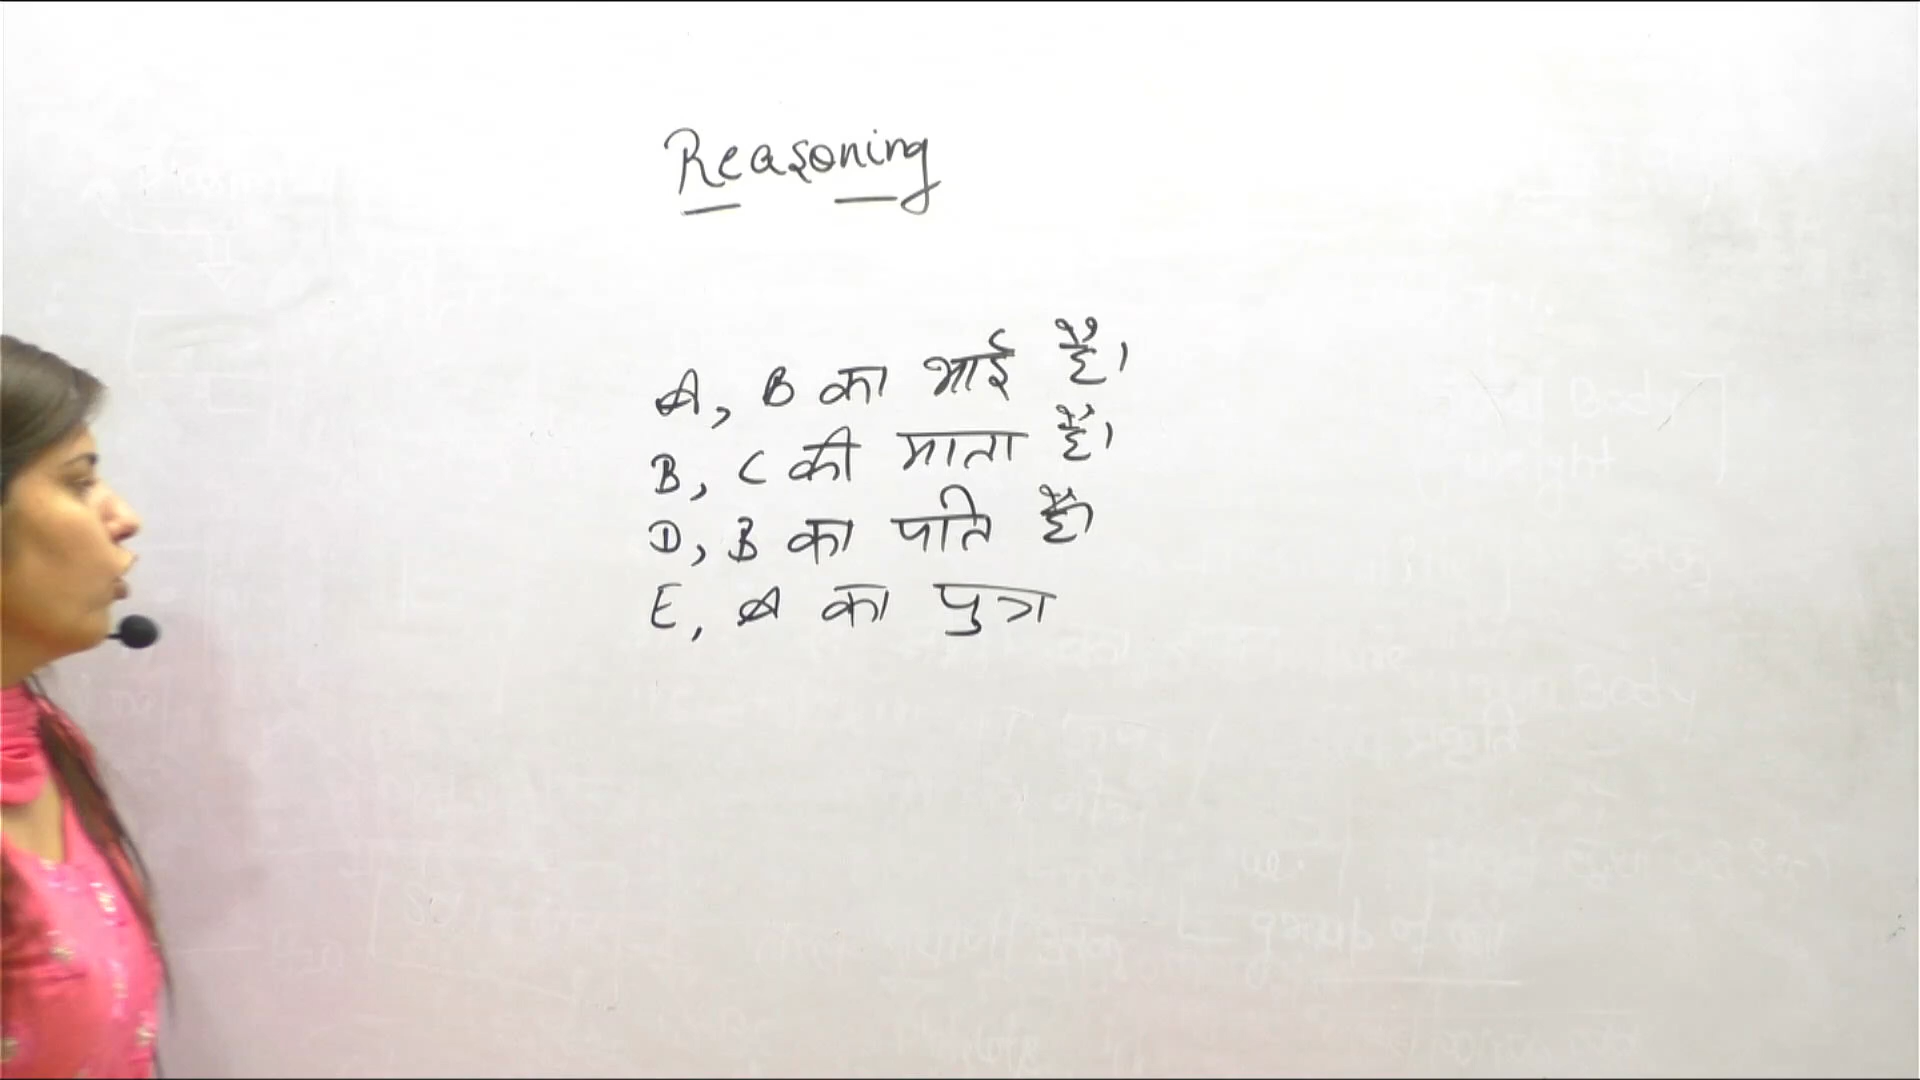 Reasoning
A, B का भाई है।
B, C की माता है।
D, B का पति है।
E, A का पुत्र